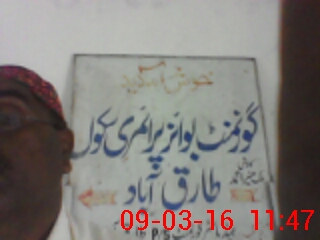 خوش آمدید
گورنمنٹ بوائز پرائمری سکول
طارق آباد
09-03-16 11:47